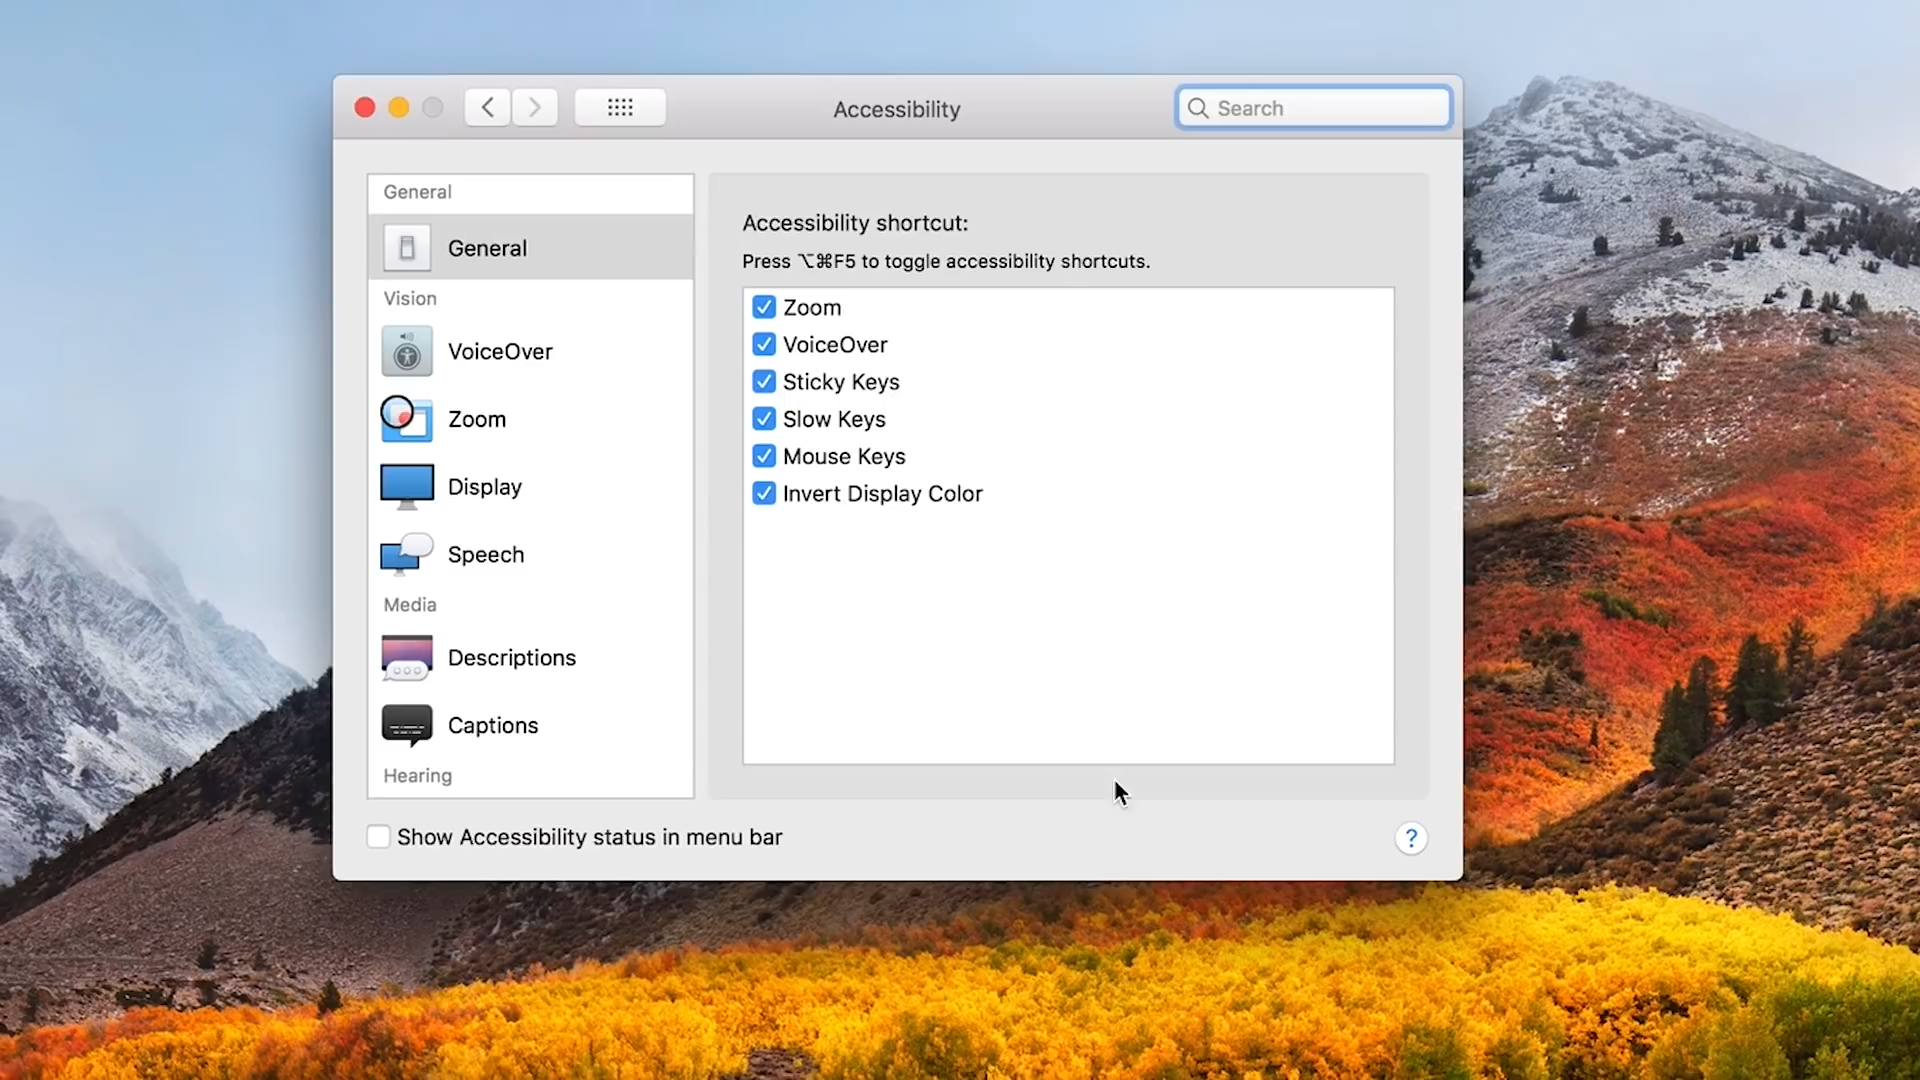 Accessibility
Search
General
General
Vision
VoiceOver
Zoom
Display
Speech
Media
Descriptions
Captions
Hearing
Accessibility shortcut:
Press ⌥⌘F5 to toggle accessibility shortcuts.
Zoom
VoiceOver
Sticky Keys
Slow Keys
Mouse Keys
Invert Display Color
Show Accessibility status in menu bar
?